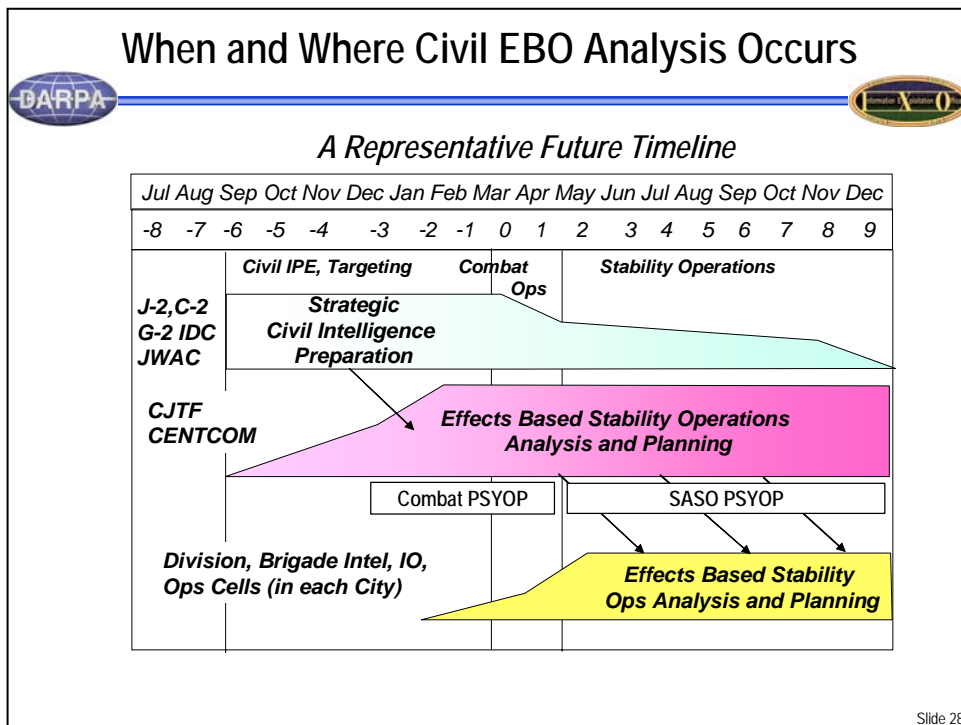 When and Where Civil EBO Analysis Occurs
DARPA
Information Exploitation Office
A Representative Future Timeline
Jul Aug Sep Oct Nov Dec Jan Feb Mar Apr May Jun Jul Aug Sep Oct Nov Dec
-8 -7 -6 -5 -4 -3 -2 -1 0 1 2 3 4 5 6 7 8 9
Civil IPE, Targeting
Combat
Ops
Stability Operations
J-2,C-2
G-2 IDC
JWAC
Strategic
Civil Intelligence
Preparation
CJTF
CENTCOM
Effects Based Stability Operations
Analysis and Planning
Combat PSYOP
SASO PSYOP
Division, Brigade Intel, IO,
Ops Cells (in each City)
Effects Based Stability
Ops Analysis and Planning
Slide 28